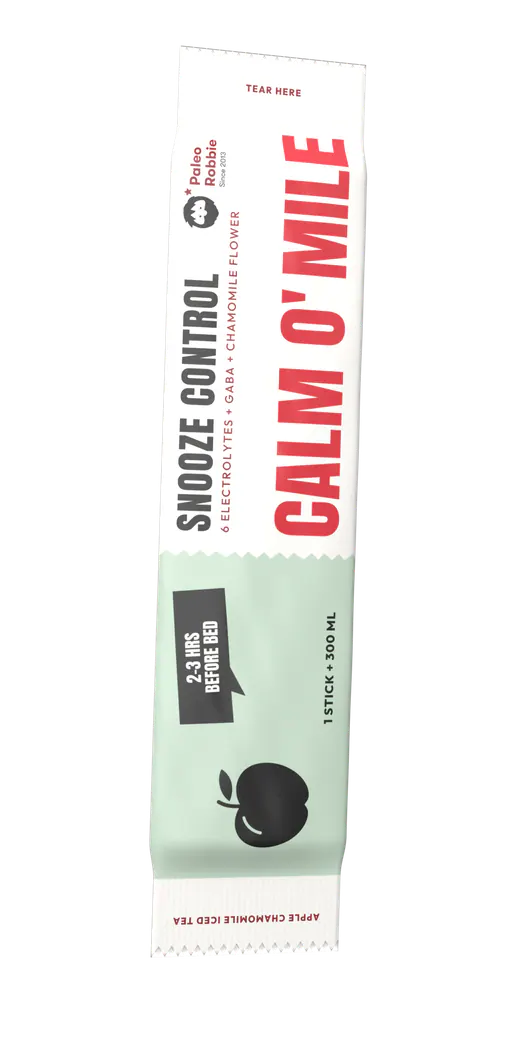 TEAR HERE
* Paleo
Robbie
Since 2013
SNOOZE CONTROL
6 ELECTROLYTES + GABA + CHAMOMILE FLOWER
CALM O' MILE
2-3 HRS
BEFORE BED
1 STICK + 300 ML
APPLE CHAMOMILE ICED TEA